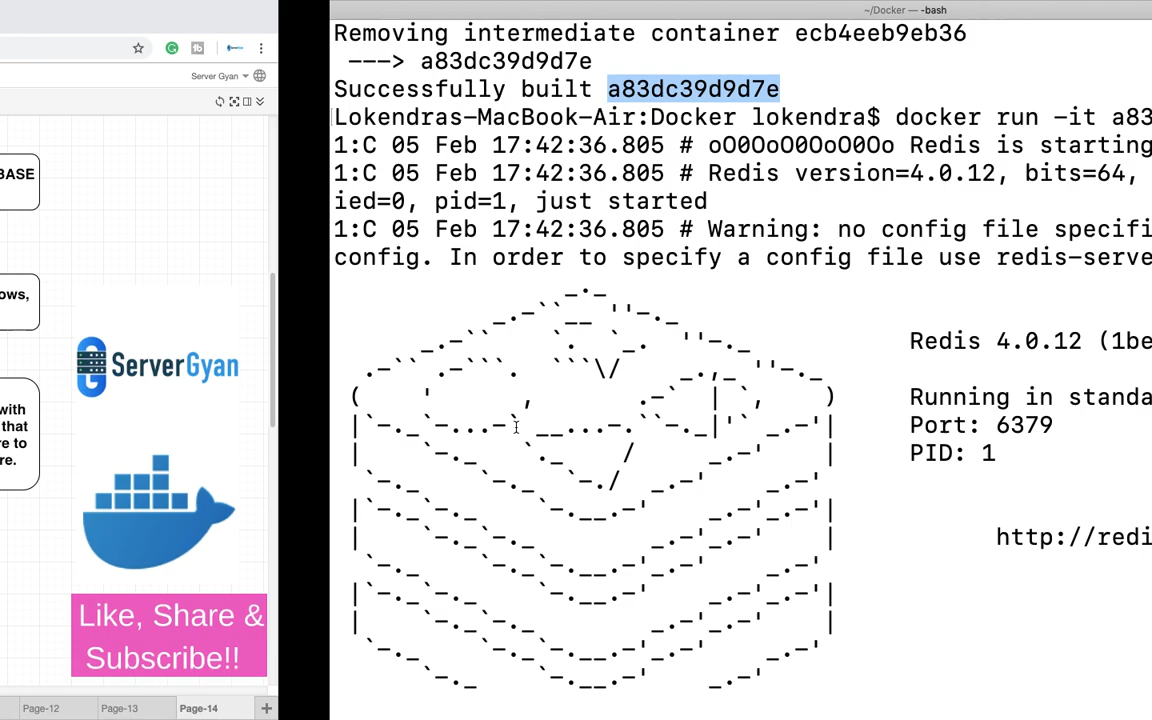 Server Gyan
BASE
ows,
with
that
re to
re.
ServerGyan
Like, Share &
Subscribe!!
Page-12
Page-13
Page-14
~/Docker — -bash
Removing intermediate container ecb4eeb9eb36
---> a83dc39d9d7e
Successfully built a83dc39d9d7e
Lokendras-MacBook-Air:Docker lokendra$ docker run -it a83
1:C 05 Feb 17:42:36.805 # oO0OoO0OoO0Oo Redis is starting
1:C 05 Feb 17:42:36.805 # Redis version=4.0.12, bits=64,
ied=0, pid=1, just started
1:C 05 Feb 17:42:36.805 # Warning: no config file specifi
config. In order to specify a config file use redis-serve
Redis 4.0.12 (1be
Running in standa
Port: 6379
PID: 1
http://redi